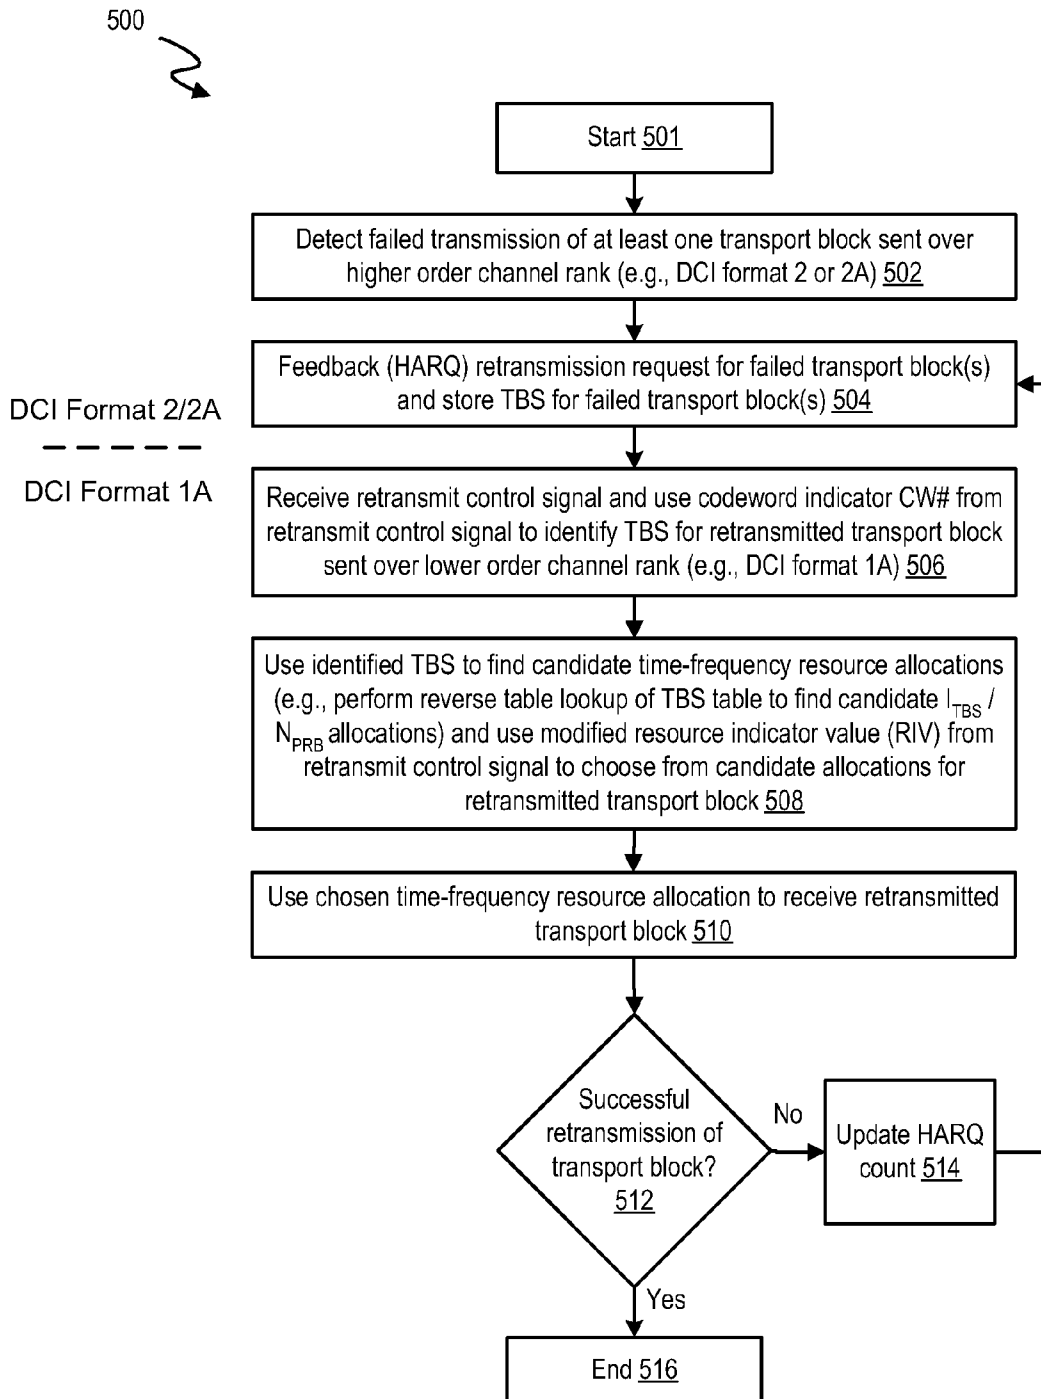 500
Start 501
Detect failed transmission of at least one transport block sent over
higher order channel rank (e.g., DCI format 2 or 2A) 502
Feedback (HARQ) retransmission request for failed transport block(s)
and store TBS for failed transport block(s) 504
DCI Format 2/2A
DCI Format 1A
Receive retransmit control signal and use codeword indicator CW# from
retransmit control signal to identify TBS for retransmitted transport block
sent over lower order channel rank (e.g., DCI format 1A) 506
Use identified TBS to find candidate time-frequency resource allocations
(e.g., perform reverse table lookup of TBS table to find candidate I_TBS /
N_PRB allocations) and use modified resource indicator value (RIV) from
retransmit control signal to choose from candidate allocations for
retransmitted transport block 508
Use chosen time-frequency resource allocation to receive retransmitted
transport block 510
Successful
retransmission of
transport block?
512
No
Update HARQ
count 514
Yes
End 516